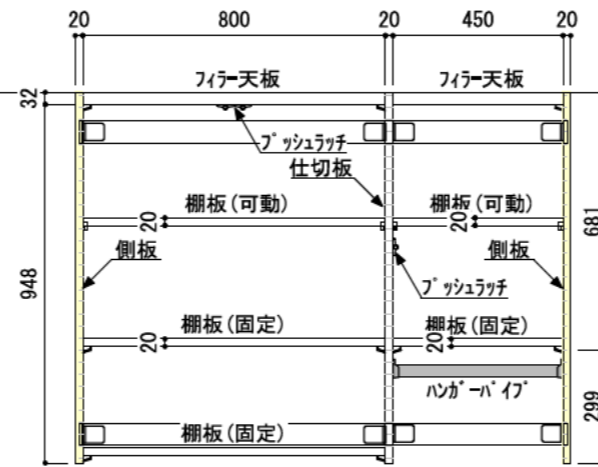 20 800 20 450 20
フィラー天板 フィラー天板
32
プッシュラッチ
仕切板
棚板(可動) 棚板(可動)
20 20
681
側板 側板
948
プッシュラッチ
棚板(固定) 棚板(固定)
20 20
ハンガーパイプ
299
棚板(固定)